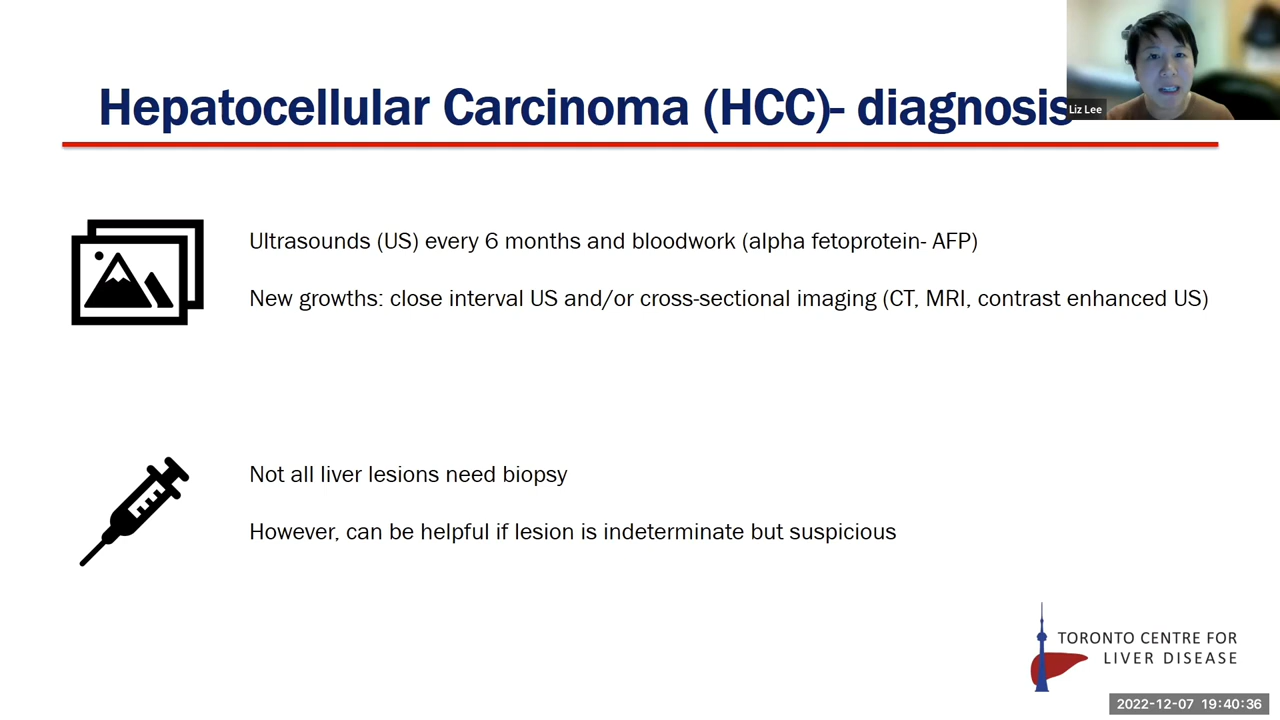 Hepatocellular Carcinoma (HCC)- diagnosis
Liz Lee
Ultrasounds (US) every 6 months and bloodwork (alpha fetoprotein- AFP)
New growths: close interval US and/or cross-sectional imaging (CT, MRI, contrast enhanced US)
Not all liver lesions need biopsy
However, can be helpful if lesion is indeterminate but suspicious
TORONTO CENTRE FOR
LIVER DISEASE
2022-12-07 19:40:36